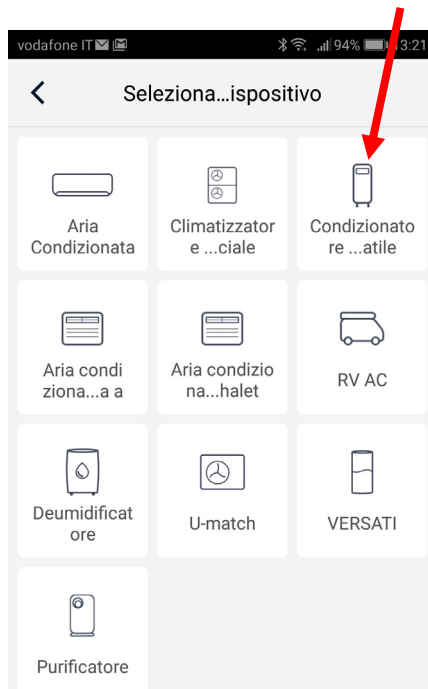 vodafone IT 94% 3:21
Seleziona...ispositivo
Aria
Condizionata
Climatizzator
e ...ciale
Condizionato
re ...atile
Aria condi
ziona...a a
Aria condizio
na...halet
RV AC
Deumidificat
ore
U-match
VERSATI
Purificatore